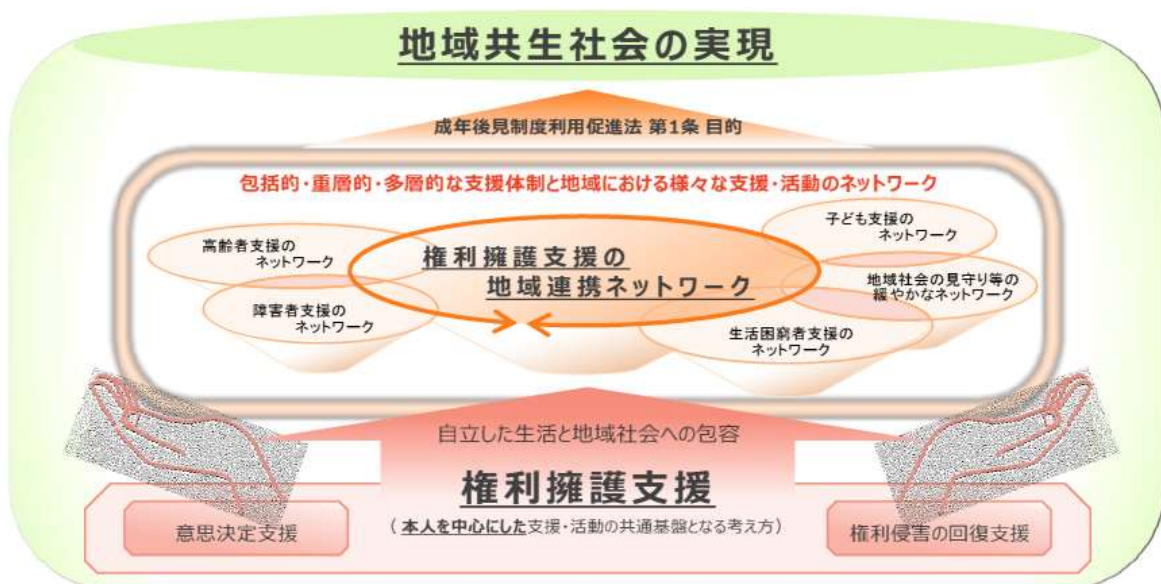 地域共生社会の実現
成年後見制度利用促進法 第1条 目的
包括的・重層的・多層的な支援体制と地域における様々な支援・活動のネットワーク
高齢者支援の
ネットワーク
障害者支援の
ネットワーク
権利擁護支援の
地域連携ネットワーク
子ども支援の
ネットワーク
地域社会の見守り等の
緩やかなネットワーク
生活困窮者支援の
ネットワーク
自立した生活と地域社会への包容
権利擁護支援
(本人を中心にした支援・活動の共通基盤となる考え方)
意思決定支援
権利侵害の回復支援